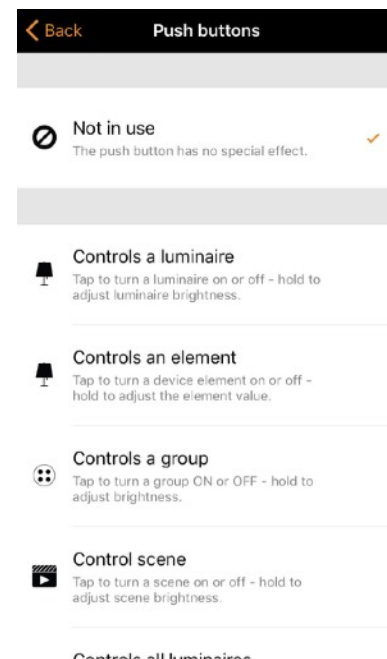 Back
Push buttons
Not in use
The push button has no special effect.
Controls a luminaire
Tap to turn a luminaire on or off - hold to
adjust luminaire brightness.
Controls an element
Tap to turn a device element on or off -
hold to adjust the element value.
Controls a group
Tap to turn a group ON or OFF - hold to
adjust brightness.
Control scene
Tap to turn a scene on or off - hold to
adjust scene brightness.
Controls all luminaires